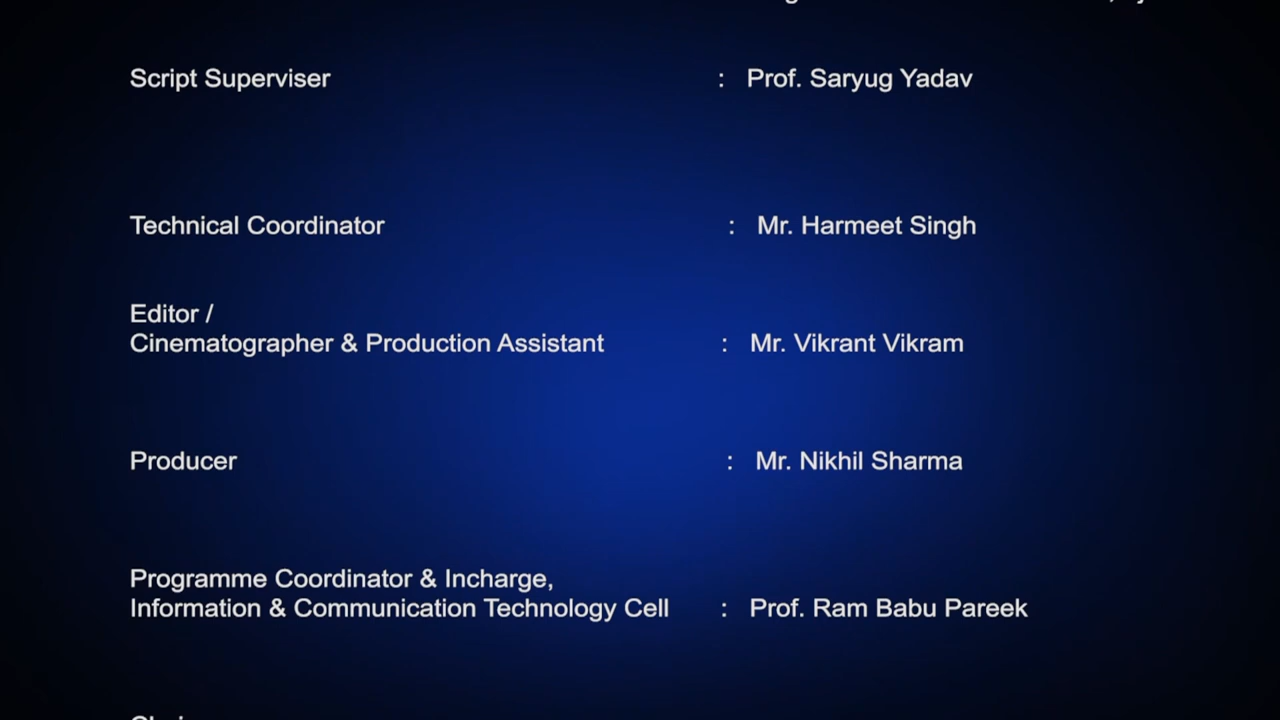 Script Superviser : Prof. Saryug Yadav
Technical Coordinator : Mr. Harmeet Singh
Editor /
Cinematographer & Production Assistant : Mr. Vikrant Vikram
Producer : Mr. Nikhil Sharma
Programme Coordinator & Incharge,
Information & Communication Technology Cell : Prof. Ram Babu Pareek